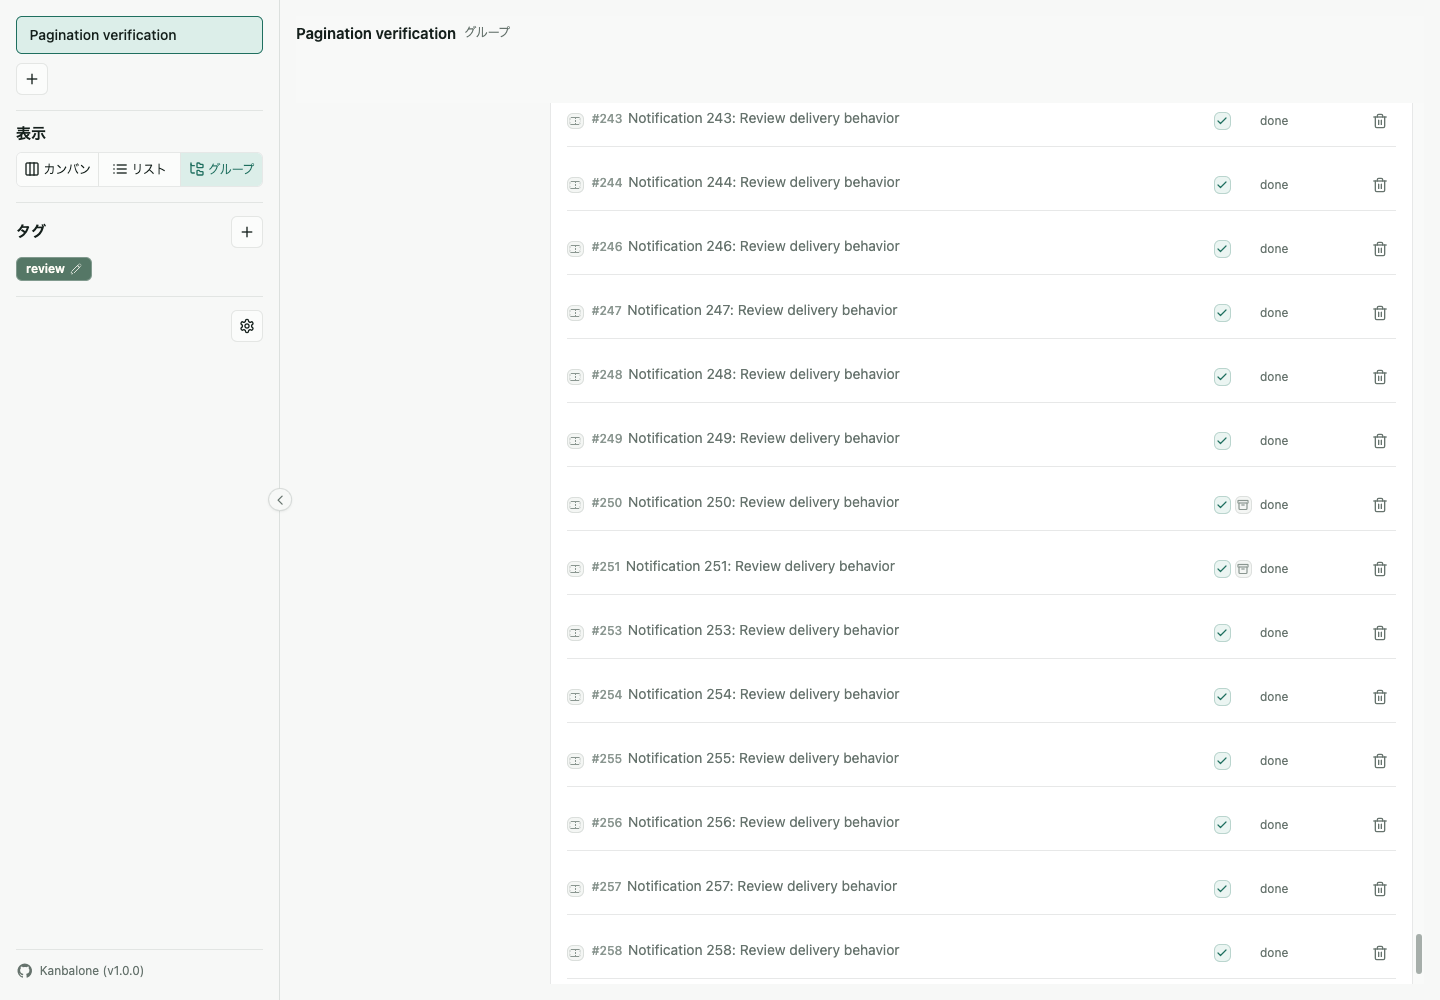 Pagination verification
表示
カンバン リスト グループ
タグ
review
Kanbalone (v1.0.0)
Pagination verification グループ
#243 Notification 243: Review delivery behavior done
#244 Notification 244: Review delivery behavior done
#246 Notification 246: Review delivery behavior done
#247 Notification 247: Review delivery behavior done
#248 Notification 248: Review delivery behavior done
#249 Notification 249: Review delivery behavior done
#250 Notification 250: Review delivery behavior done
#251 Notification 251: Review delivery behavior done
#253 Notification 253: Review delivery behavior done
#254 Notification 254: Review delivery behavior done
#255 Notification 255: Review delivery behavior done
#256 Notification 256: Review delivery behavior done
#257 Notification 257: Review delivery behavior done
#258 Notification 258: Review delivery behavior done